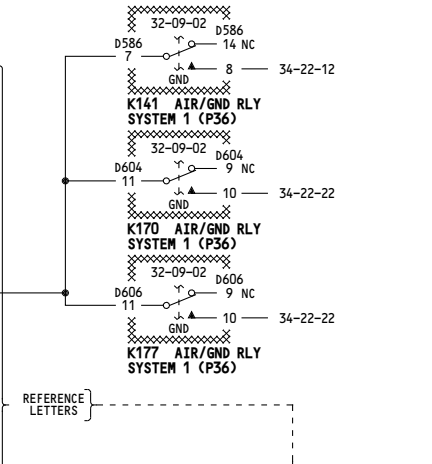 32-09-02
D586 D586
7 14 NC
8 34-22-12
GND
K141 AIR/GND RLY
SYSTEM 1 (P36)
32-09-02
D604 D604
11 9 NC
10 34-22-22
GND
K170 AIR/GND RLY
SYSTEM 1 (P36)
32-09-02
D606 D606
11 9 NC
10 34-22-22
GND
K177 AIR/GND RLY
SYSTEM 1 (P36)
REFERENCE
LETTERS